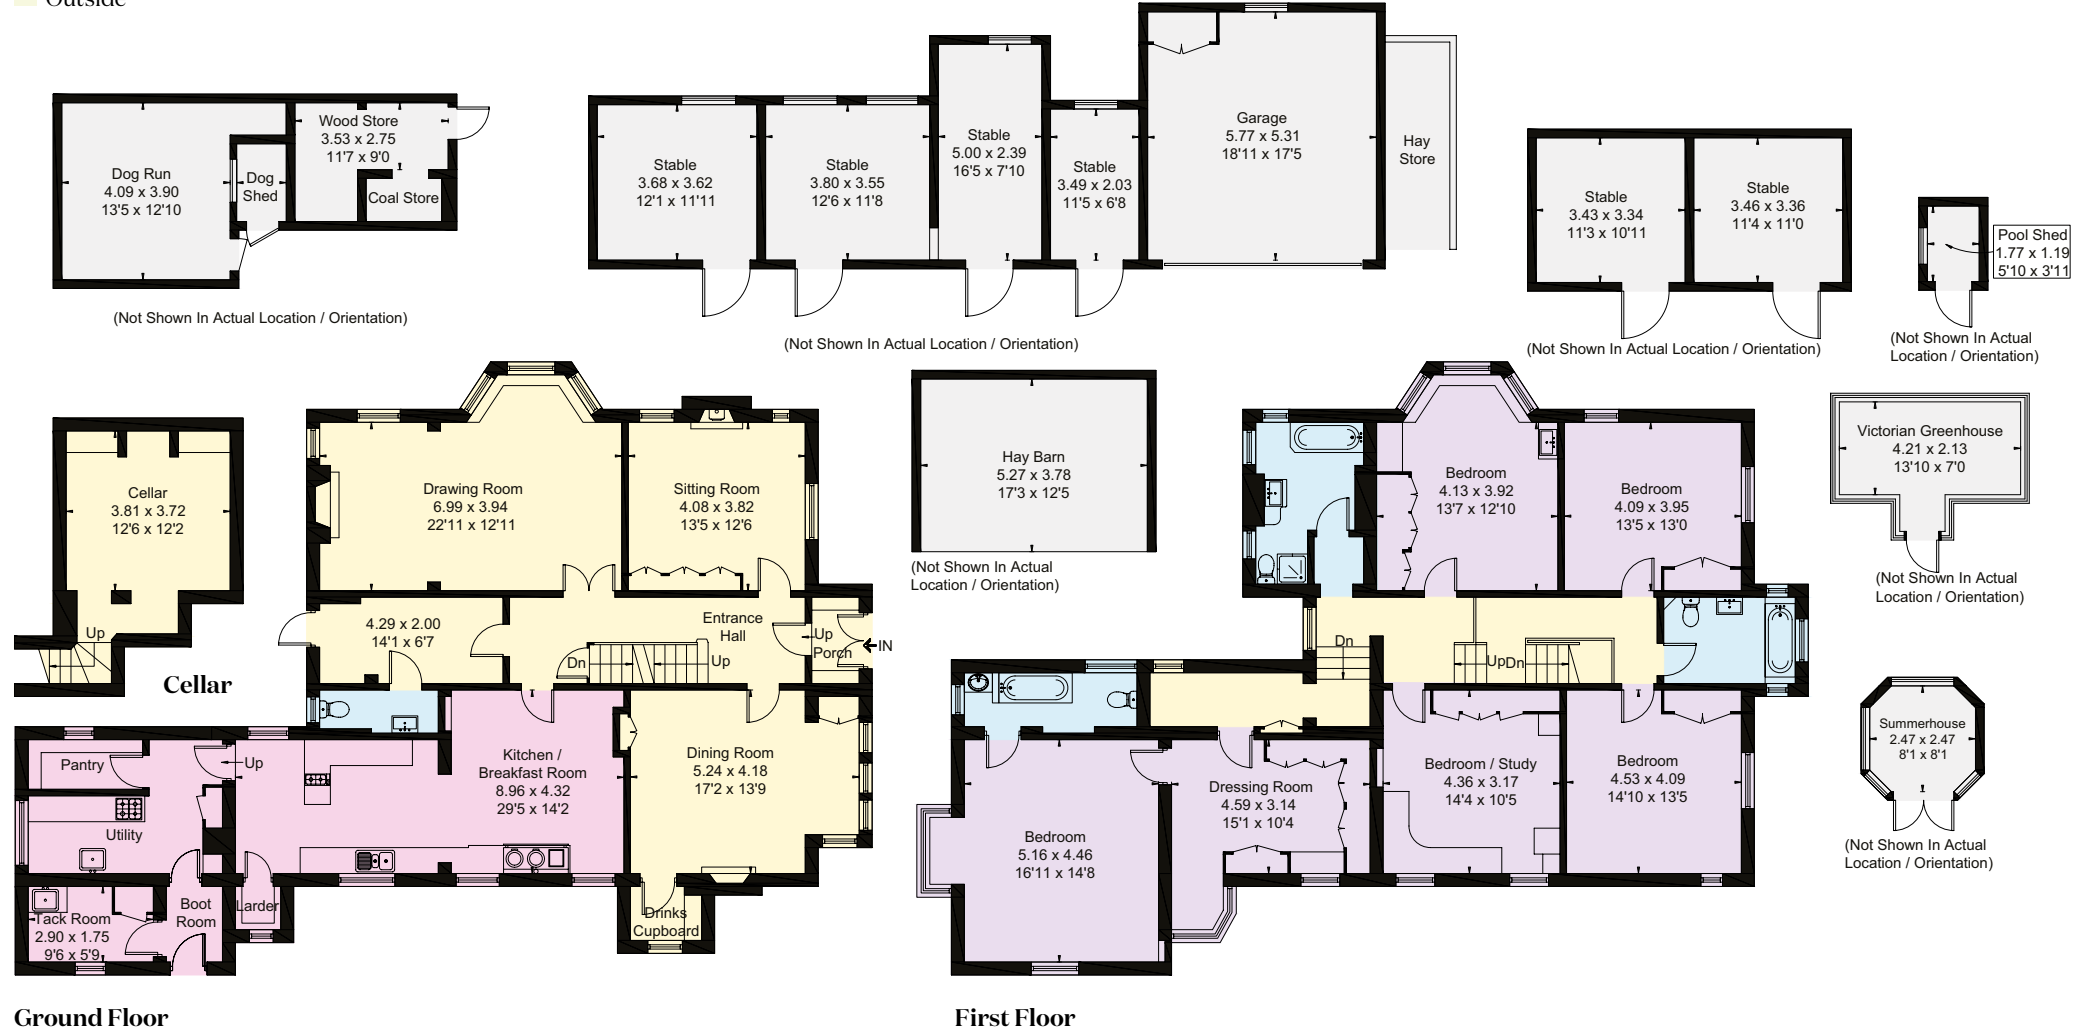 Outside
Dog Run
4.09 x 3.90
13'5 x 12'10
Dog
Shed
Wood Store
3.53 x 2.75
11'7 x 9'0
Coal Store
(Not Shown In Actual Location / Orientation)
Stable
3.68 x 3.62
12'1 x 11'11
Stable
3.80 x 3.55
12'6 x 11'8
Stable
5.00 x 2.39
16'5 x 7'10
Stable
3.49 x 2.03
11'5 x 6'8
Garage
5.77 x 5.31
18'11 x 17'5
Hay
Store
(Not Shown In Actual Location / Orientation)
Stable
3.43 x 3.34
11'3 x 10'11
Stable
3.46 x 3.36
11'4 x 11'0
(Not Shown In Actual Location / Orientation)
Pool Shed
1.77 x 1.19
5'10 x 3'11
(Not Shown In Actual
Location / Orientation)
Cellar
3.81 x 3.72
12'6 x 12'2
Up
Cellar
Drawing Room
6.99 x 3.94
22'11 x 12'11
Sitting Room
4.08 x 3.82
13'5 x 12'6
4.29 x 2.00
14'1 x 6'7
Entrance
Hall
Dn
Up
Up
Porch
IN
Pantry
Up
Utility
Kitchen /
Breakfast Room
8.96 x 4.32
29'5 x 14'2
Dining Room
5.24 x 4.18
17'2 x 13'9
Tack Room
2.90 x 1.75
9'6 x 5'9
Boot
Room
Larder
Drinks
Cupboard
Ground Floor
Hay Barn
5.27 x 3.78
17'3 x 12'5
(Not Shown In Actual
Location / Orientation)
Bedroom
4.13 x 3.92
13'7 x 12'10
Bedroom
4.09 x 3.95
13'5 x 13'0
Dn
Up
Dn
Bedroom
5.16 x 4.46
16'11 x 14'8
Dressing Room
4.59 x 3.14
15'1 x 10'4
Bedroom / Study
4.36 x 3.17
14'4 x 10'5
Bedroom
4.53 x 4.09
14'10 x 13'5
First Floor
Victorian Greenhouse
4.21 x 2.13
13'10 x 7'0
(Not Shown In Actual
Location / Orientation)
Summerhouse
2.47 x 2.47
8'1 x 8'1
(Not Shown In Actual
Location / Orientation)